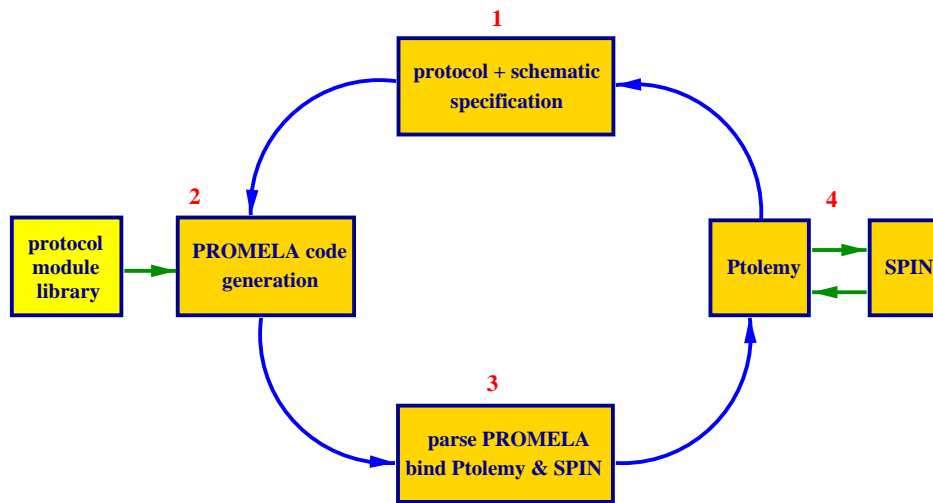 1
protocol + schematic
specification
2
protocol
module
library
PROMELA code
generation
4
Ptolemy
SPIN
3
parse PROMELA
bind Ptolemy & SPIN